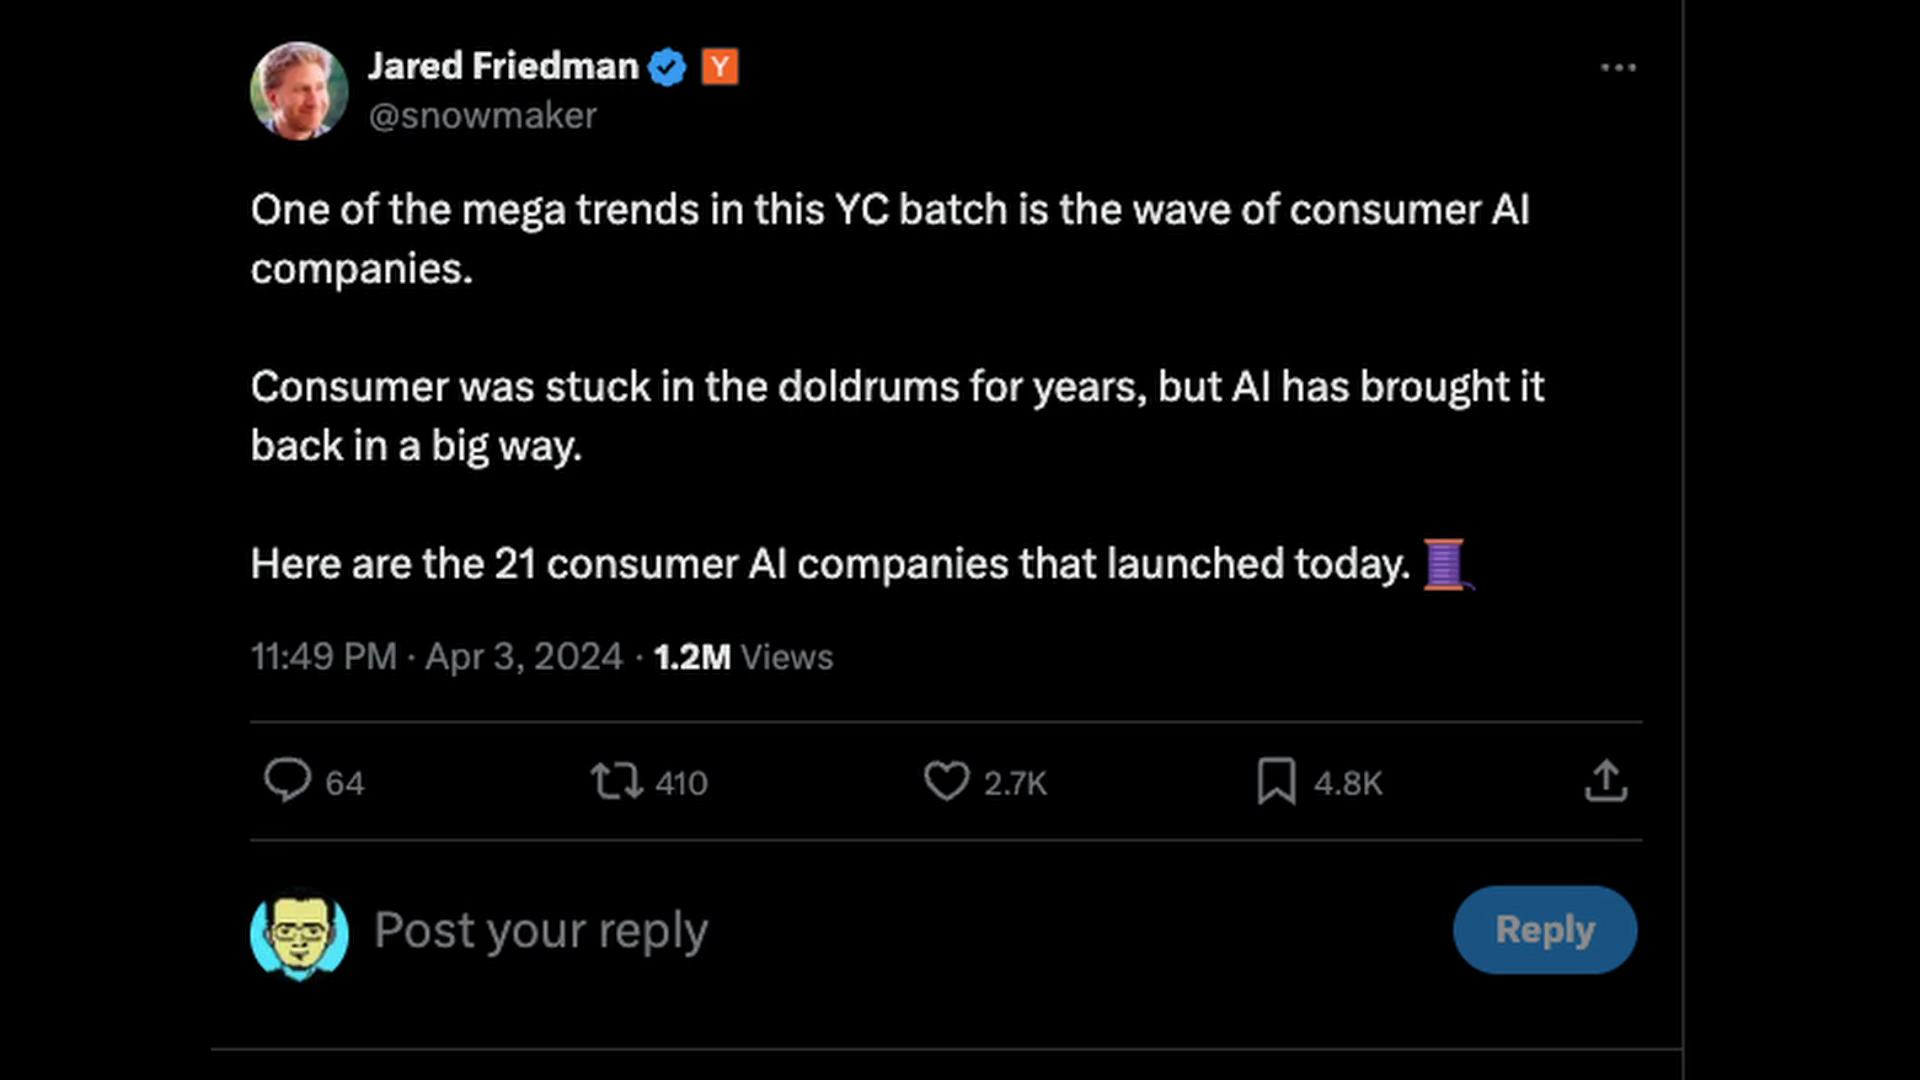 Jared Friedman Y
@snowmaker
One of the mega trends in this YC batch is the wave of consumer AI
companies.
Consumer was stuck in the doldrums for years, but AI has brought it
back in a big way.
Here are the 21 consumer AI companies that launched today.
11:49 PM · Apr 3, 2024 · 1.2M Views
64 410 2.7K 4.8K
Post your reply Reply